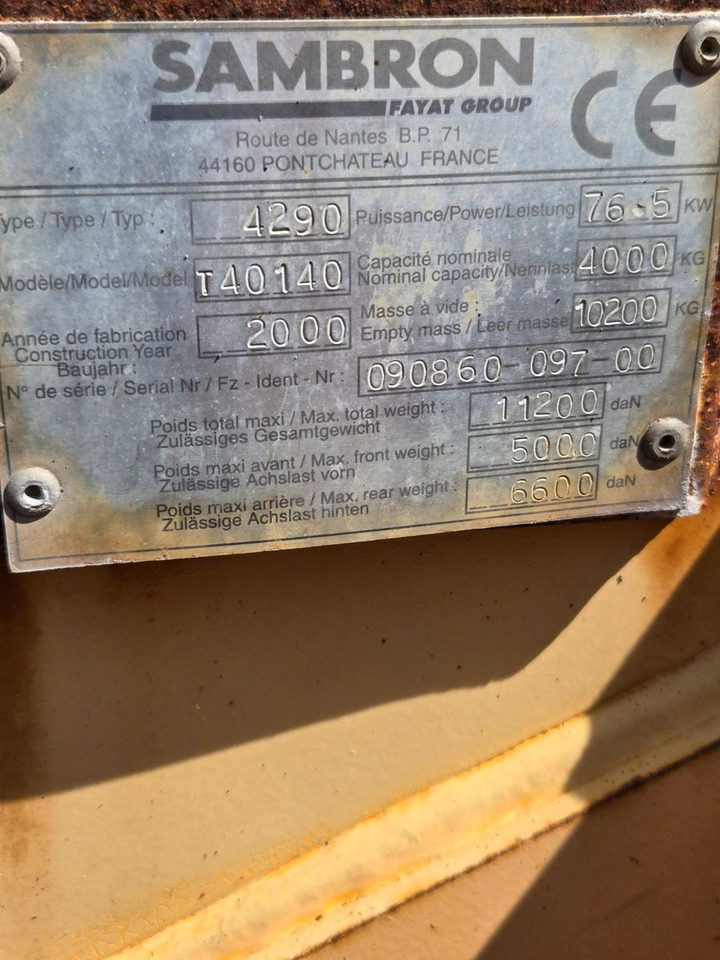 SAMBRON
FAYAT GROUP
CE
Route de Nantes B.P. 71
44160 PONTCHATEAU FRANCE
Type / Type / Typ : 4290
Puissance/Power/Leistung 76.5 KW
Modèle/Model/Model T40140
Capacité nominale
Nominal capacity/Nennlast 4000 KG
Année de fabrication
Construction Year
Baujahr : 2000
Masse à vide :
Empty mass / Leer masse 10200 KG
N° de série / Serial Nr / Fz - Ident - Nr : 090860-097-00
Poids total maxi / Max. total weight : 11200 daN
Zulässiges Gesamtgewicht
Poids maxi avant / Max. front weight : 5000 daN
Zulässige Achslast vorn
Poids maxi arrière / Max. rear weight : 6600 daN
Zulässige Achslast hinten